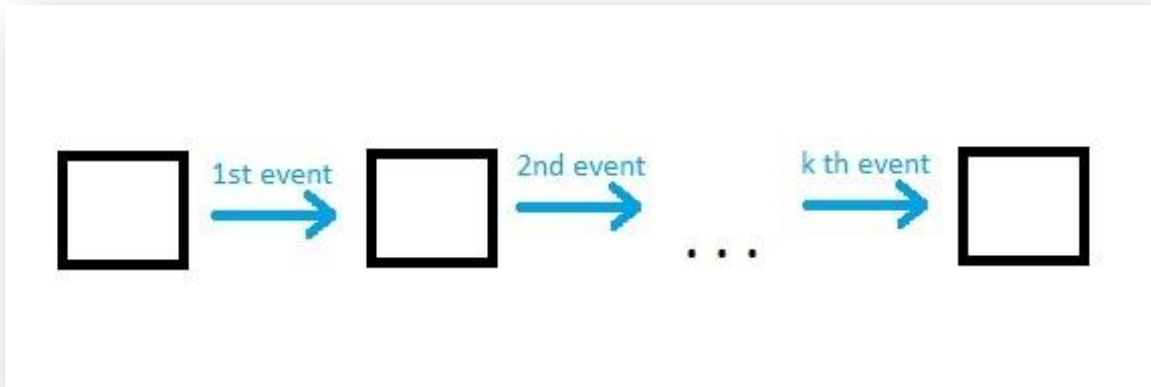 1st event
2nd event
. . .
k th event